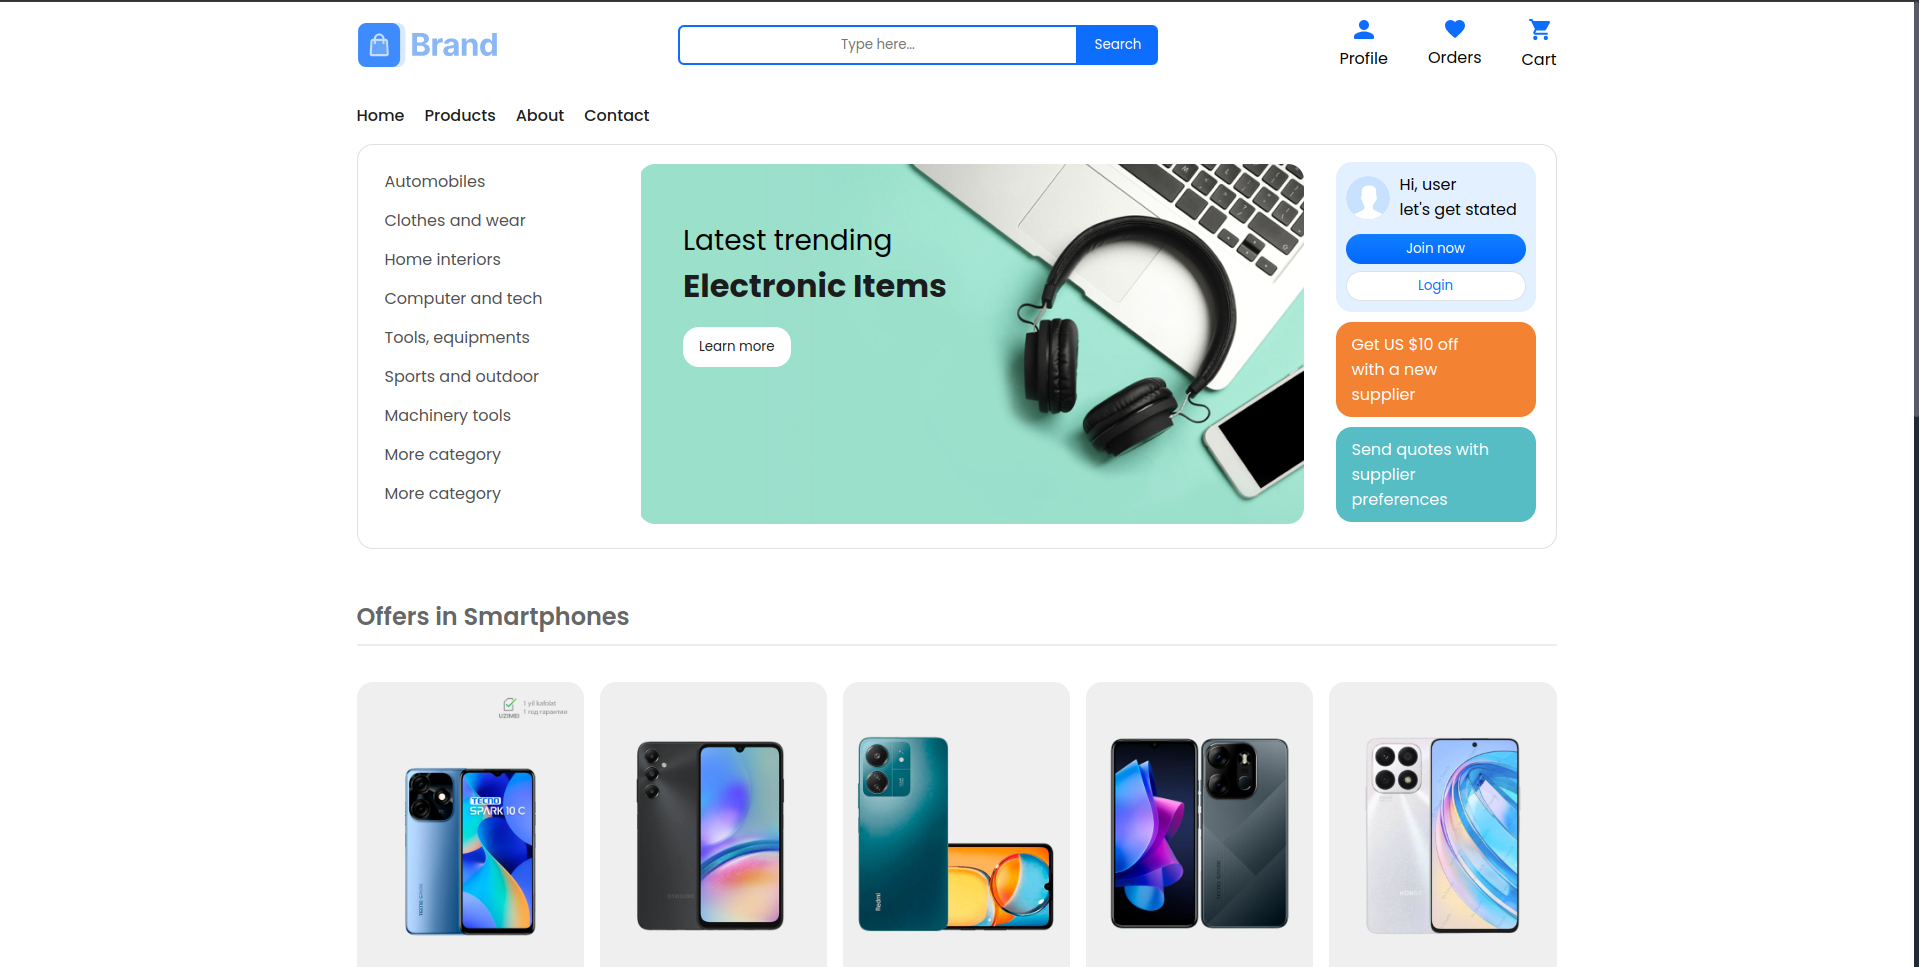 Brand
Type here...
Search
Profile
Orders
Cart
Home
Products
About
Contact
Automobiles
Clothes and wear
Home interiors
Computer and tech
Tools, equipments
Sports and outdoor
Machinery tools
More category
More category
Latest trending
Electronic Items
Learn more
Hi, user
let's get stated
Join now
Login
Get US $10 off
with a new
supplier
Send quotes with
supplier
preferences
Offers in Smartphones
UZIMEI
1 yil kafolat
1 год гарантии
TECNO
SPARK 10 C
SAMSUNG
Redmi
HONOR